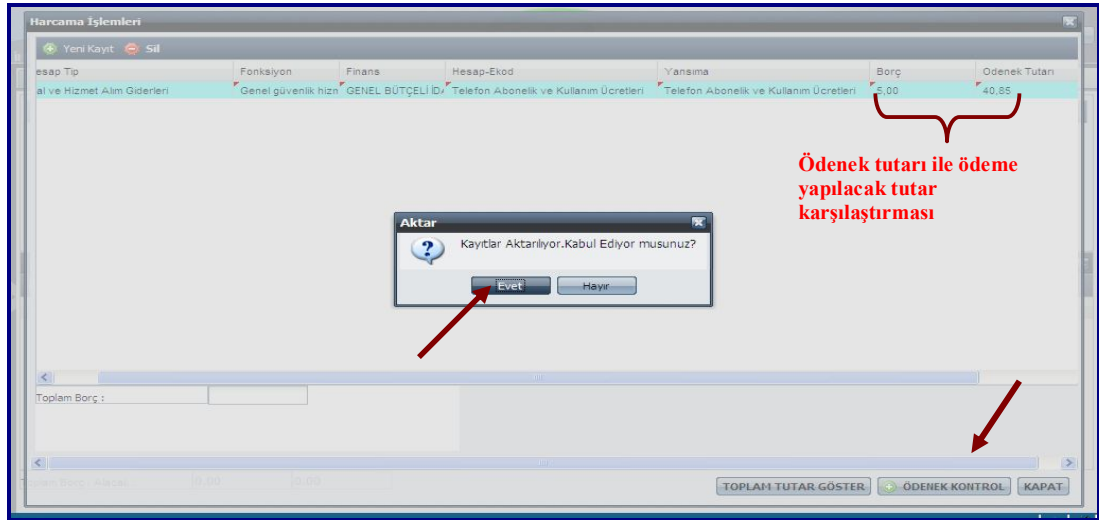 Harcama İşlemleri
Yeni Kayıt Sil
esap Tip Fonksiyon Finans Hesap-Ekod Yansıma Borç Odenek Tutarı
al ve Hizmet Alım Giderleri Genel güvenlik hizn GENEL BÜTÇELİ İD Telefon Abonelik ve Kullanım Ücretleri Telefon Abonelik ve Kullanım Ücretleri 5,00 40,85
Ödenek tutarı ile ödeme
yapılacak tutar
karşılaştırması
Aktar
Kayıtlar Aktarılıyor.Kabul Ediyor musunuz?
Evet Hayır
Toplam Borç :
Toplam Borç - Alacak: 0,00 0,00
TOPLAM TUTAR GÖSTER ÖDENEK KONTROL KAPAT